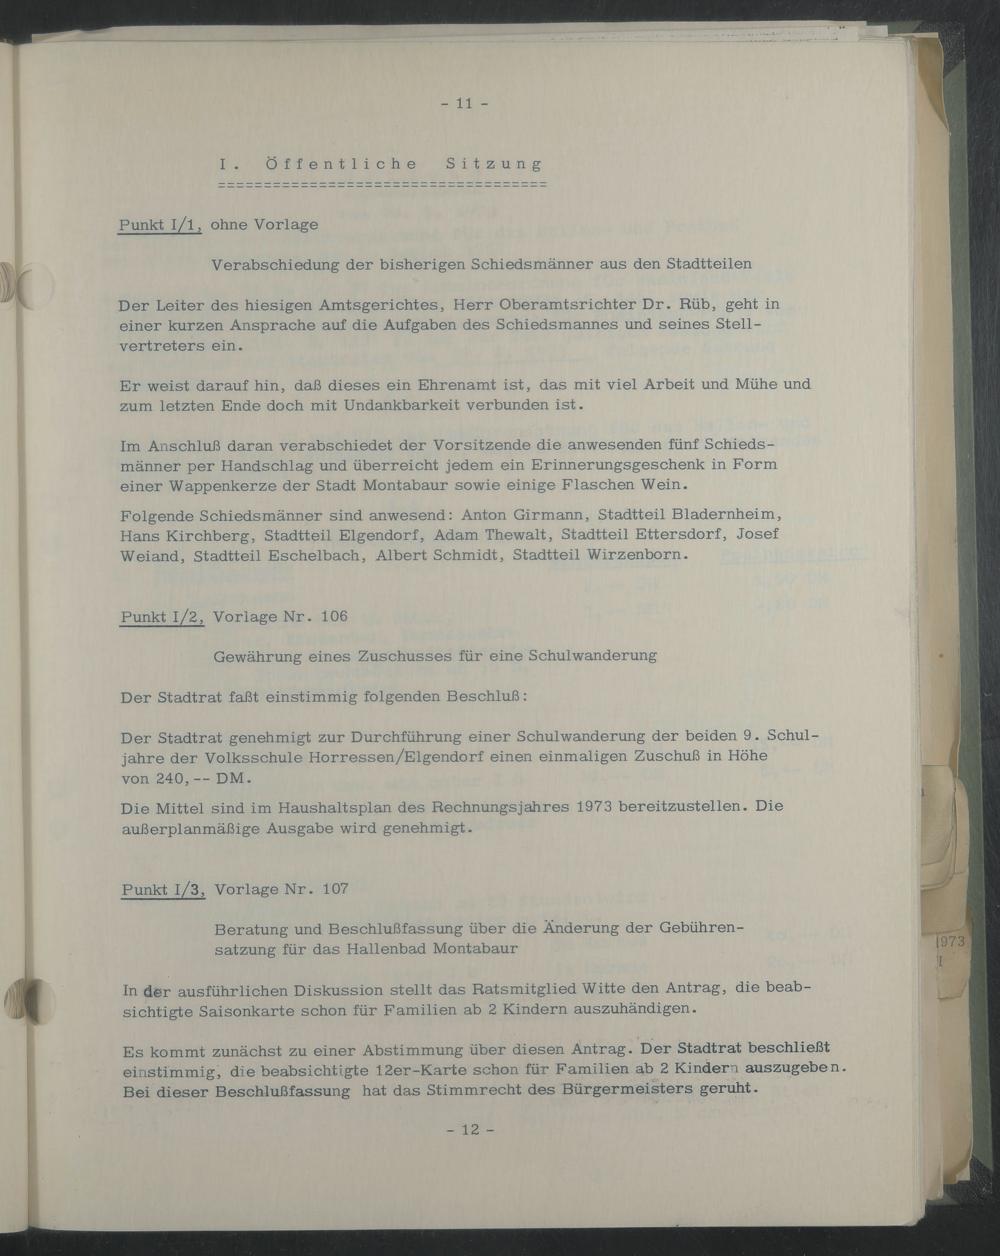 - 11 -
I. Öffentliche Sitzung
====================================
Punkt I/1, ohne Vorlage
Verabschiedung der bisherigen Schiedsmänner aus den Stadtteilen
Der Leiter des hiesigen Amtsgerichtes, Herr Oberamtsrichter Dr. Rüb, geht in
einer kurzen Ansprache auf die Aufgaben des Schiedsmannes und seines Stell-
vertreters ein.
Er weist darauf hin, daß dieses ein Ehrenamt ist, das mit viel Arbeit und Mühe und
zum letzten Ende doch mit Undankbarkeit verbunden ist.
Im Anschluß daran verabschiedet der Vorsitzende die anwesenden fünf Schieds-
männer per Handschlag und überreicht jedem ein Erinnerungsgeschenk in Form
einer Wappenkerze der Stadt Montabaur sowie einige Flaschen Wein.
Folgende Schiedsmänner sind anwesend: Anton Girmann, Stadtteil Bladernheim,
Hans Kirchberg, Stadtteil Elgendorf, Adam Thewalt, Stadtteil Ettersdorf, Josef
Weiand, Stadtteil Eschelbach, Albert Schmidt, Stadtteil Wirzenborn.
Punkt I/2, Vorlage Nr. 106
Gewährung eines Zuschusses für eine Schulwanderung
Der Stadtrat faßt einstimmig folgenden Beschluß:
Der Stadtrat genehmigt zur Durchführung einer Schulwanderung der beiden 9. Schul-
jahre der Volksschule Horressen/Elgendorf einen einmaligen Zuschuß in Höhe
von 240,-- DM.
Die Mittel sind im Haushaltsplan des Rechnungsjahres 1973 bereitzustellen. Die
außerplanmäßige Ausgabe wird genehmigt.
Punkt I/3, Vorlage Nr. 107
Beratung und Beschlußfassung über die Änderung der Gebühren-
satzung für das Hallenbad Montabaur
In der ausführlichen Diskussion stellt das Ratsmitglied Witte den Antrag, die beab-
sichtigte Saisonkarte schon für Familien ab 2 Kindern auszuhändigen.
Es kommt zunächst zu einer Abstimmung über diesen Antrag. Der Stadtrat beschließt
einstimmig, die beabsichtigte 12er-Karte schon für Familien ab 2 Kindern auszugeben.
Bei dieser Beschlußfassung hat das Stimmrecht des Bürgermeisters geruht.
- 12 -
1973